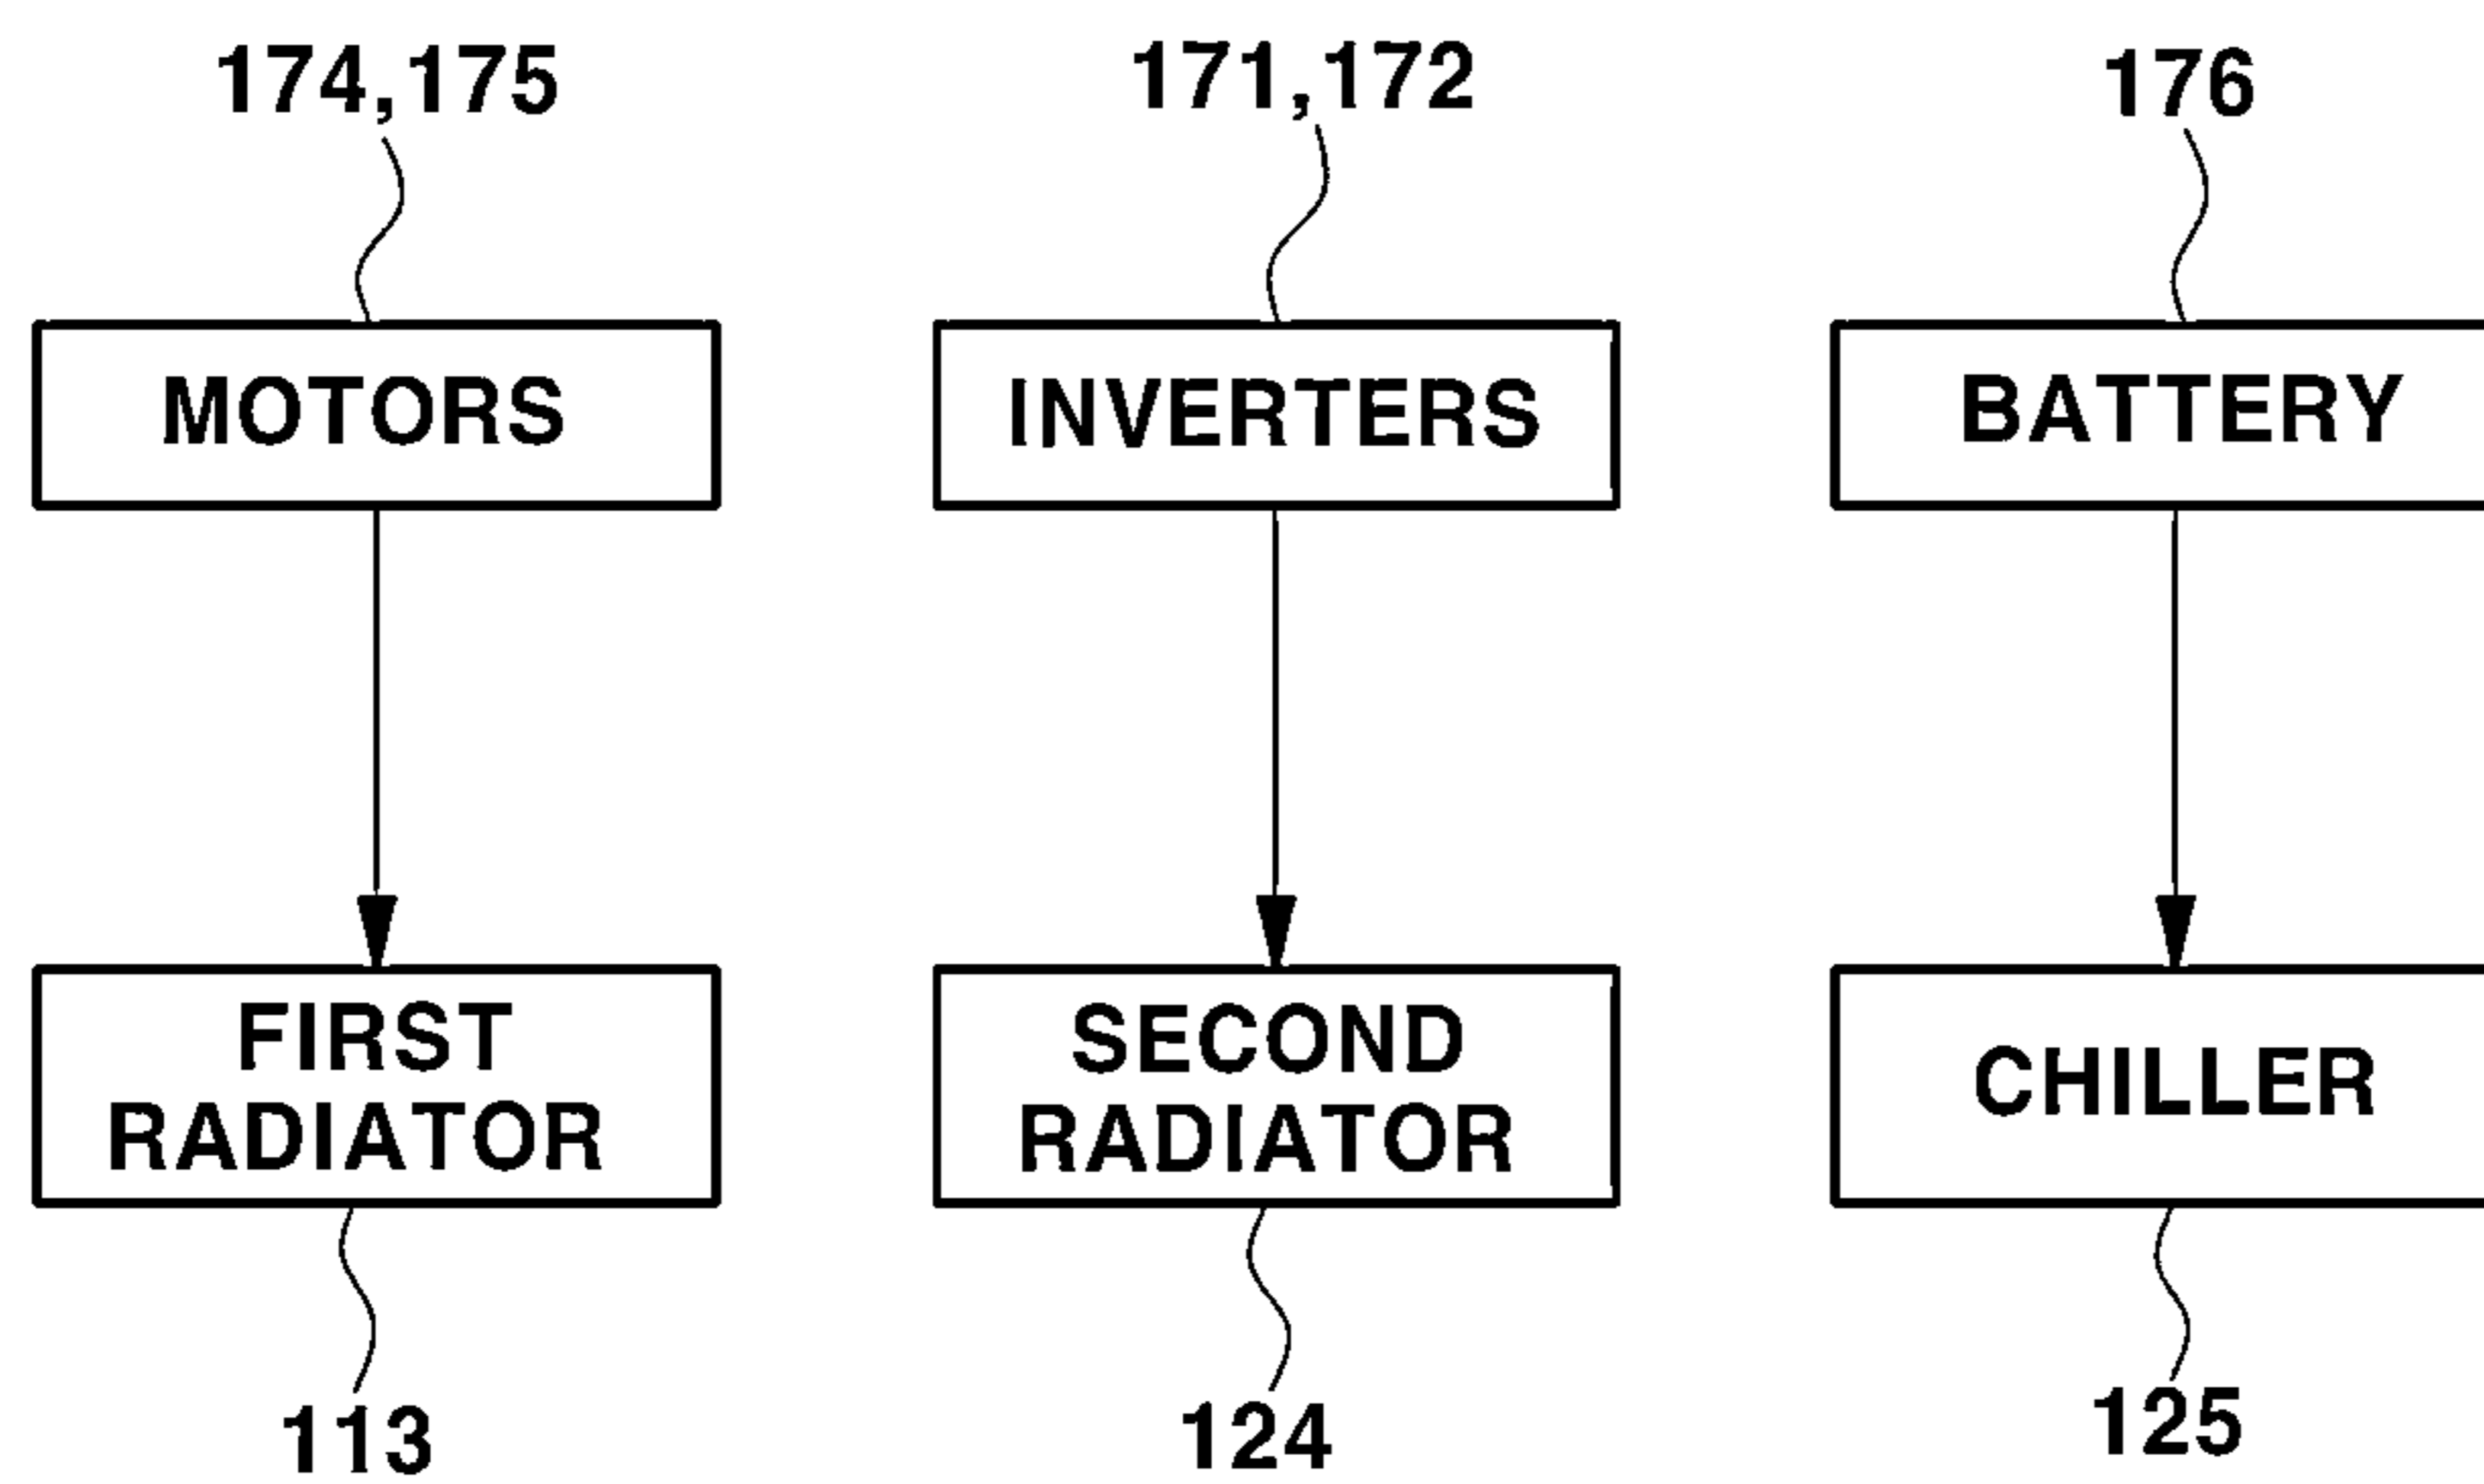 174,175
171,172
176
MOTORS
INVERTERS
BATTERY
FIRST
RADIATOR
SECOND
RADIATOR
CHILLER
113
124
125